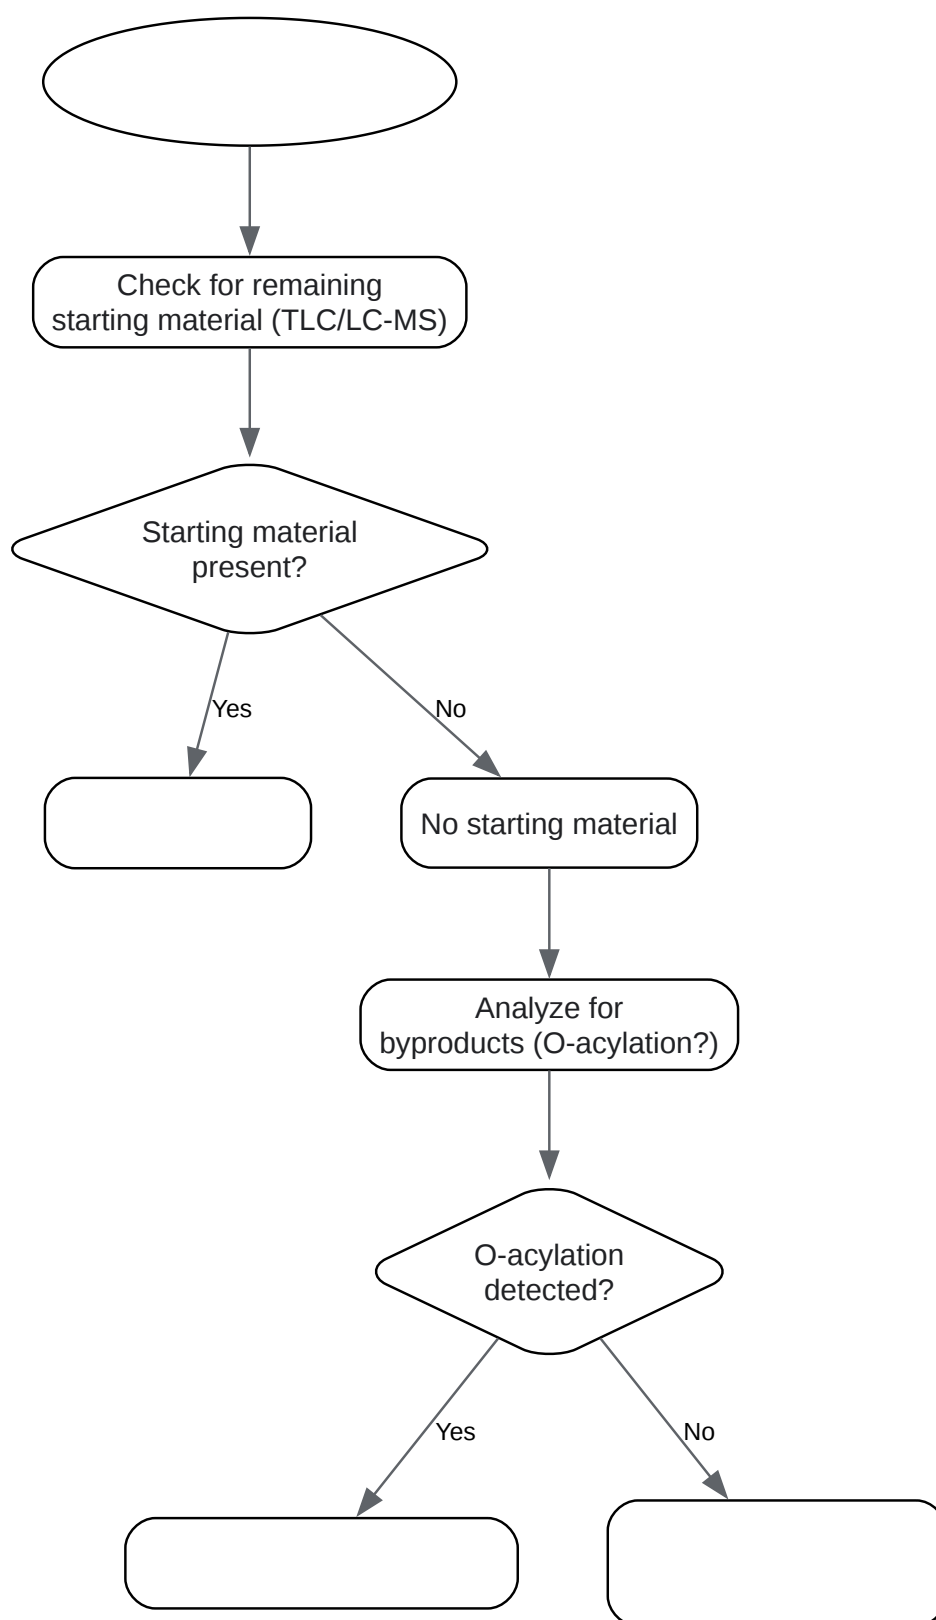 Check for remaining
starting material (TLC/LC-MS)
Starting material
present?
Yes
No
No starting material
Analyze for
byproducts (O-acylation?)
O-acylation
detected?
Yes
No